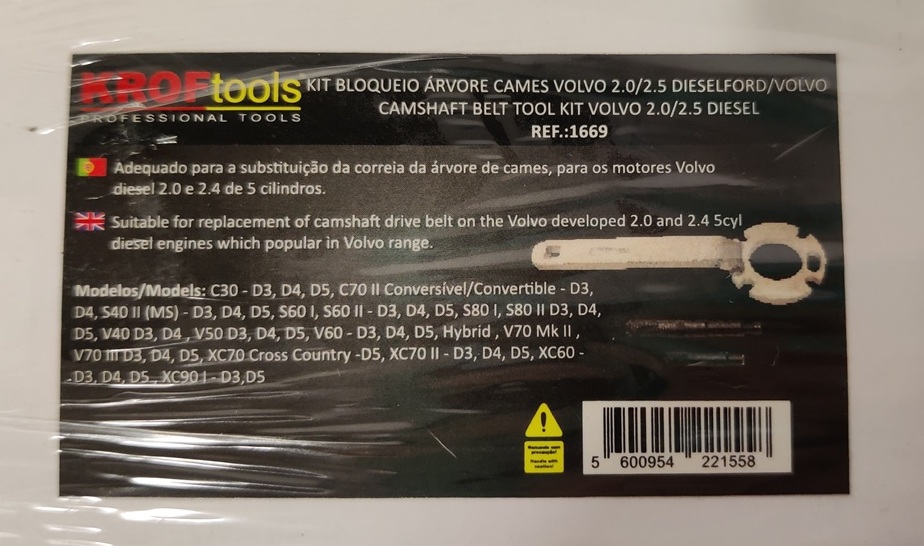 KROFtools
PROFESSIONAL TOOLS
KIT BLOQUEIO ÁRVORE CAMES VOLVO 2.0/2.5 DIESELFORD/VOLVO
CAMSHAFT BELT TOOL KIT VOLVO 2.0/2.5 DIESEL
REF.:1669
Adequado para a substituição da correia da árvore de cames, para os motores Volvo
diesel 2.0 e 2.4 de 5 cilindros.
Suitable for replacement of camshaft drive belt on the Volvo developed 2.0 and 2.4 5cyl
diesel engines which popular in Volvo range.
Modelos/Models: C30 - D3, D4, D5, C70 II Conversível/Convertible - D3,
D4, S40 II (MS) - D3, D4, D5, S60 I, S60 II - D3, D4, D5, S80 I, S80 II D3, D4,
D5, V40 D3, D4 , V50 D3, D4, D5, V60 - D3, D4, D5, Hybrid , V70 Mk II ,
V70 III D3, D4, D5, XC70 Cross Country -D5, XC70 II - D3, D4, D5, XC60 -
D3, D4, D5, XC90 I - D3,D5
Manusear com
precaução!
Handle with
caution!
5 600954 221558